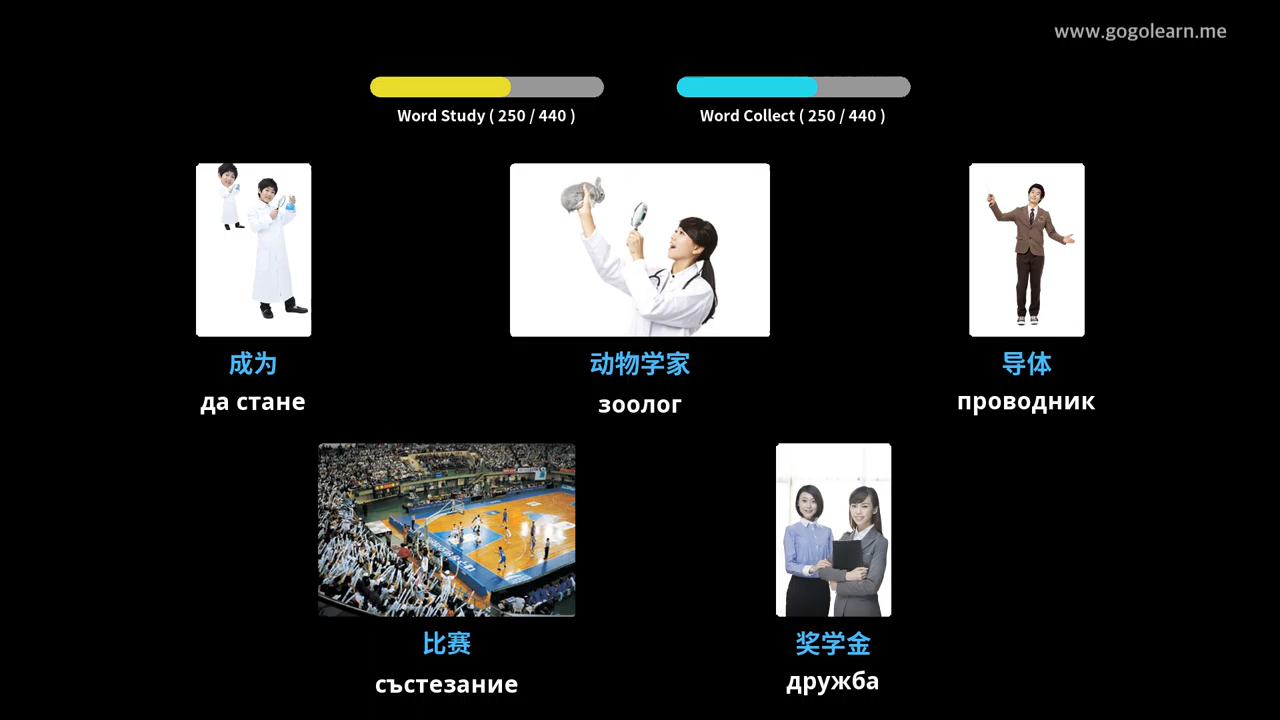 www.gogolearn.me
Word Study ( 250 / 440 )
Word Collect ( 250 / 440 )
成为
да стане
动物学家
зоолог
导体
проводник
比赛
състезание
奖学金
дружба